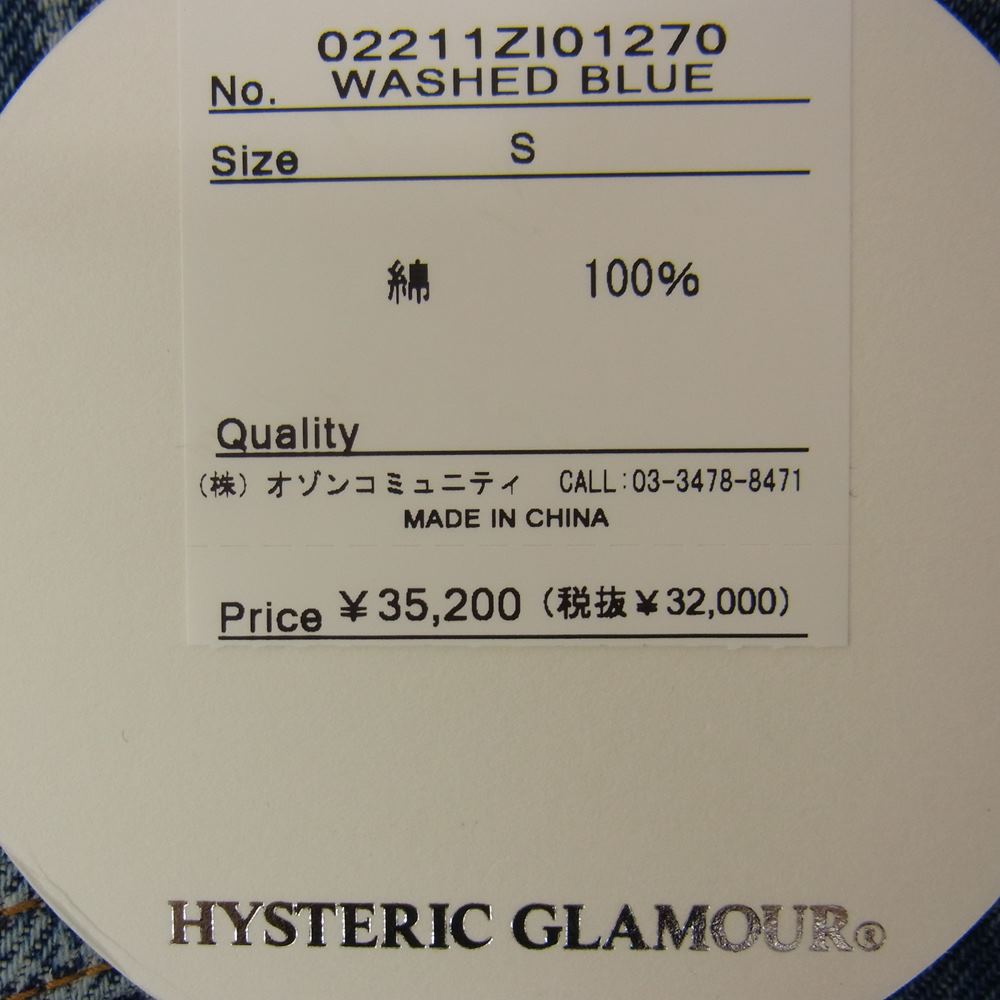 02211ZI01270
No. WASHED BLUE
Size S
綿 100%
Quality
(株) オゾンコミュニティ CALL:03-3478-8471
MADE IN CHINA
Price ¥35,200 (税抜¥32,000)
HYSTERIC GLAMOUR®